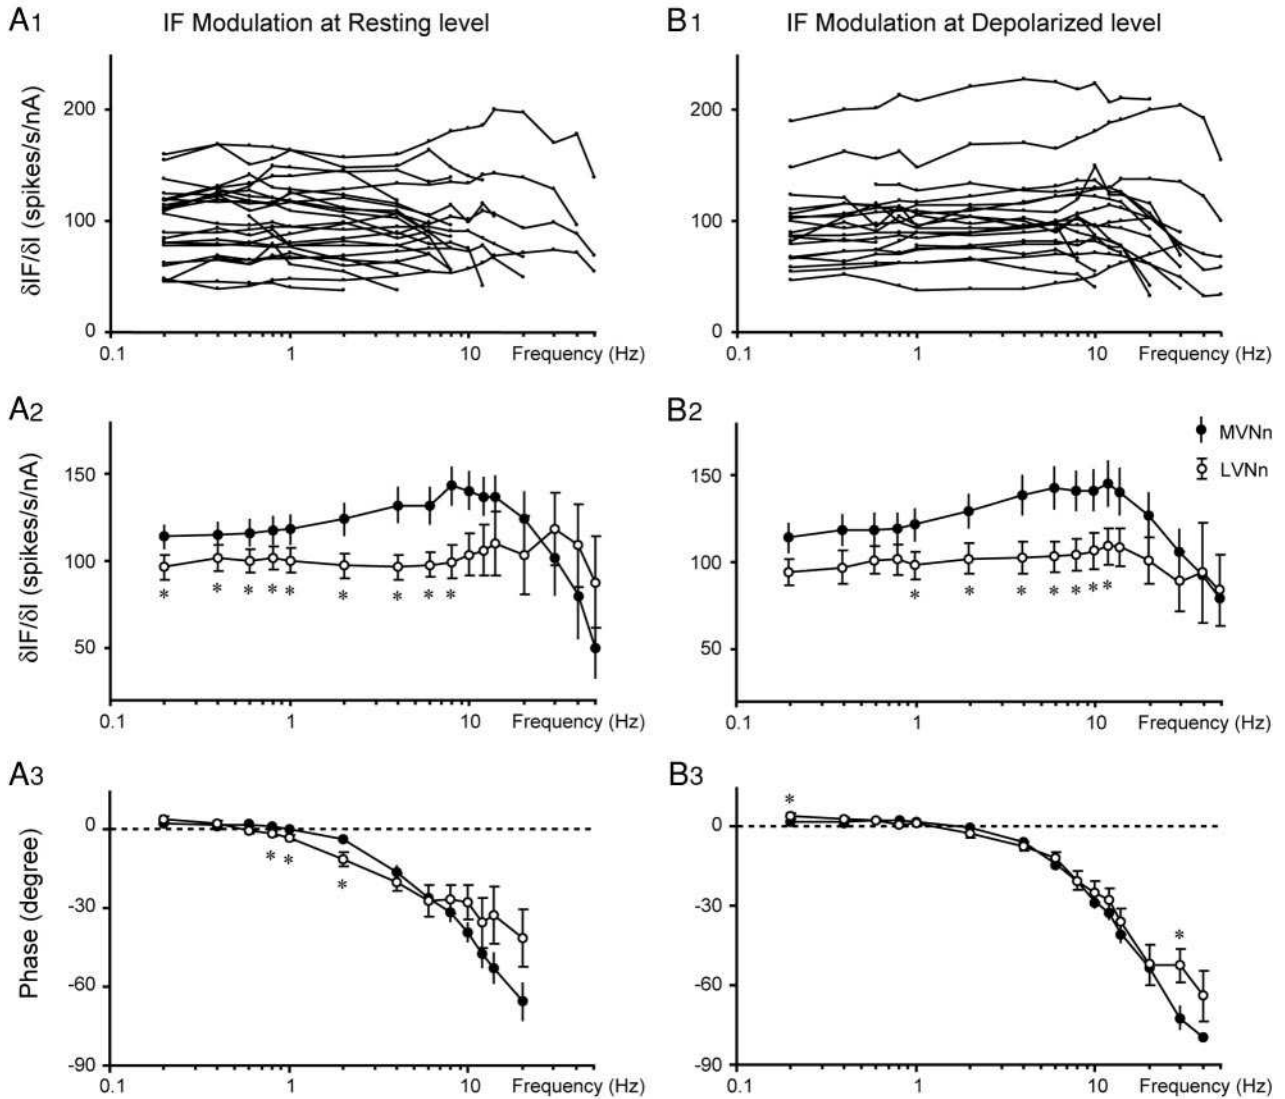 A1 IF Modulation at Resting level
δIF/δI (spikes/s/nA)
200
100
0
0.1 1 10 Frequency (Hz)
B1 IF Modulation at Depolarized level
200
100
0
0.1 1 10 Frequency (Hz)
A2
δIF/δI (spikes/s/nA)
150
100
50
* * * * * * * * *
0.1 1 10 Frequency (Hz)
B2
MVNn
LVNn
150
100
50
* * * * * * *
0.1 1 10 Frequency (Hz)
A3
Phase (degree)
0
-30
-60
-90
* * *
0.1 1 10 Frequency (Hz)
B3
*
0
-30
*
-60
-90
0.1 1 10 Frequency (Hz)